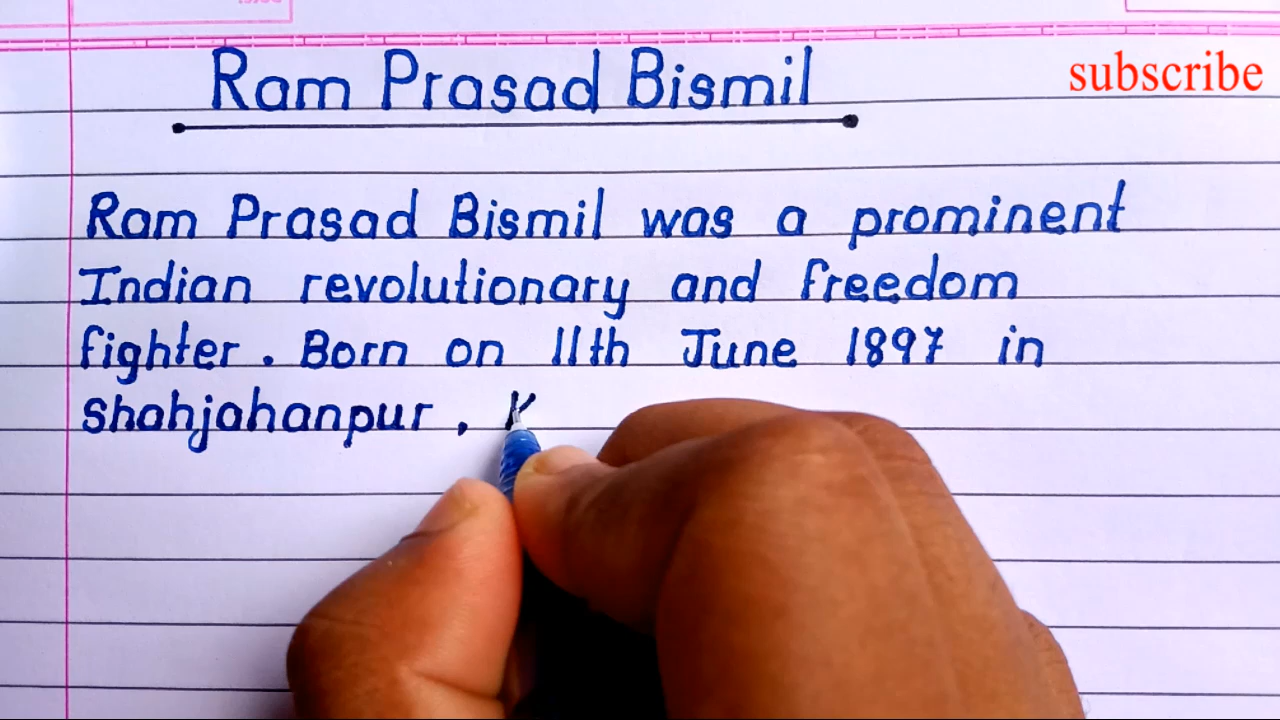 Ram Prasad Bismil
subscribe
Ram Prasad Bismil was a prominent
Indian revolutionary and freedom
fighter. Born on 11th June 1897 in
Shahjahanpur,